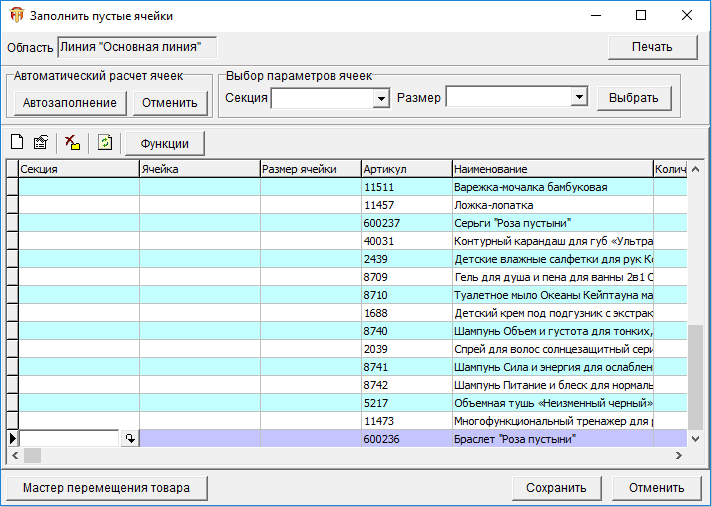 Заполнить пустые ячейки
Область Линия "Основная линия" Печать
Автоматический расчет ячеек Выбор параметров ячеек
Автозаполнение Отменить Секция Размер Выбрать
Функции
Секция Ячейка Размер ячейки Артикул Наименование Колич
11511 Варежка-мочалка бамбуковая
11457 Ложка-лопатка
600237 Серьги "Роза пустыни"
40031 Контурный карандаш для губ «Ультра
2439 Детские влажные салфетки для рук К
8709 Гель для душа и пена для ванны 2в1 С
8710 Туалетное мыло Океаны Кейптауна ма
1688 Детский крем под подгузник с экстрак
8740 Шампунь Объем и густота для тонких,
2039 Спрей для волос солнцезащитный сери
8741 Шампунь Сила и энергия для ослаблен
8742 Шампунь Питание и блеск для нормаль
5217 Объемная тушь «Неизменный черный»
11473 Многофункциональный тренажер для р
600236 Браслет "Роза пустыни"
Мастер перемещения товара Сохранить Отменить